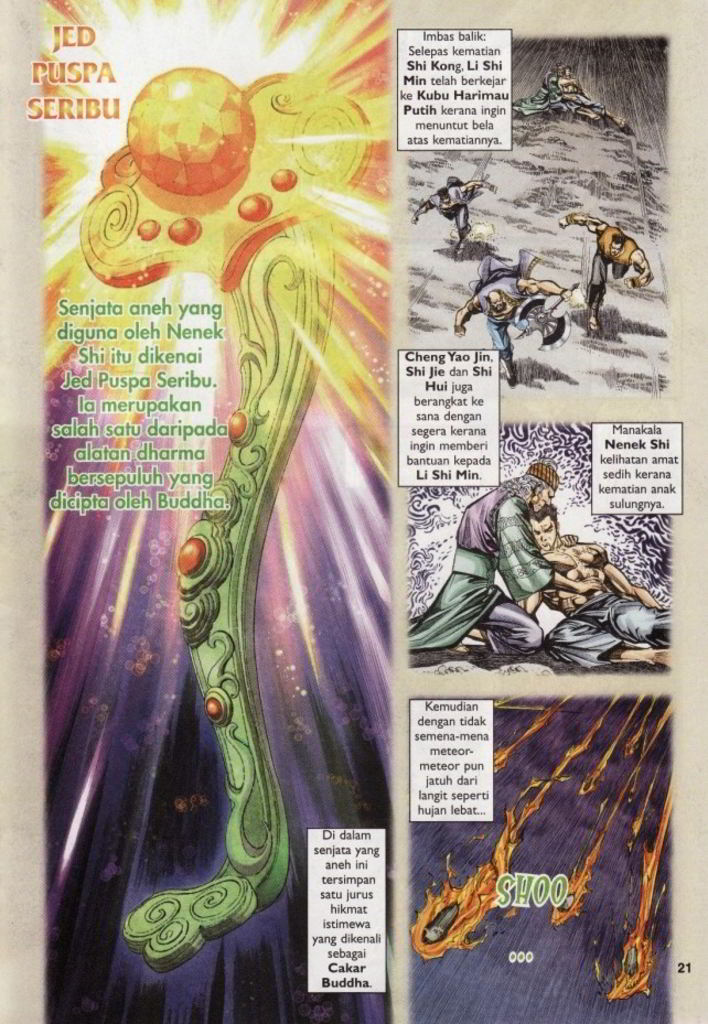 JED
PUSPA
SERIBU
Senjata aneh yang
diguna oleh Nenek
Shi itu dikenai
Jed Puspa Seribu.
Ia merupakan
salah satu daripada
alatan dharma
bersepuluh yang
dicipta oleh Buddha.
Di dalam
senjata yang
aneh ini
tersimpan
satu jurus
hikmat
istimewa
yang dikenali
sebagai
Cakar
Buddha.
Imbas balik:
Selepas kematian
Shi Kong, Li Shi
Min telah berkejar
ke Kubu Harimau
Putih kerana ingin
menuntut bela
atas kematiannya.
Cheng Yao Jin,
Shi Jie dan Shi
Hui juga
berangkat ke
sana dengan
segera kerana
ingin memberi
bantuan kepada
Li Shi Min.
Manakala
Nenek Shi
kelihatan amat
sedih kerana
kematian anak
sulungnya.
Kemudian
dengan tidak
semena-mena
meteor-
meteor pun
jatuh dari
langit seperti
hujan lebat...
SHOO
...
21